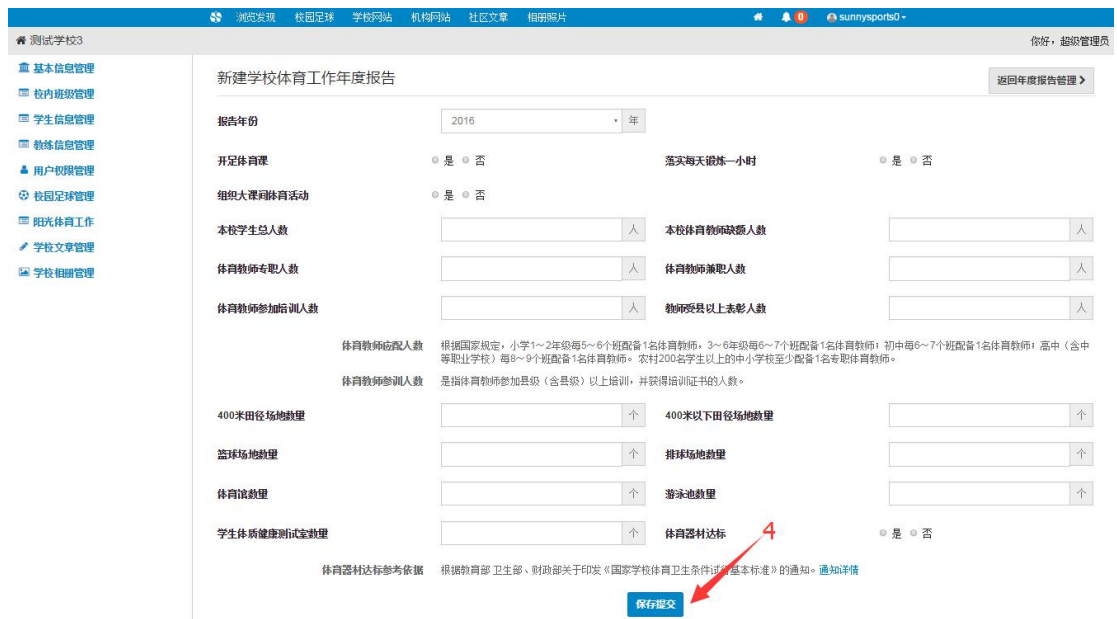 浏览发现 校园足球 学校网站 机构网站 社区文章 相册照片 0 sunnysports0
测试学校3 你好，超级管理员
基本信息管理
校内班级管理
学生信息管理
教练信息管理
用户权限管理
校园足球管理
阳光体育工作
学校文章管理
学校相册管理
新建学校体育工作年度报告 返回年度报告管理
报告年份 2016 年
开足体育课 是 否 落实每天锻炼一小时 是 否
组织大课间体育活动 是 否
本校学生总人数 人 本校体育教师缺额人数 人
体育教师专职人数 人 体育教师兼职人数 人
体育教师参加培训人数 人 教师受县以上表彰人数 人
体育教师应配人数 根据国家规定，小学1～2年级每5～6个班配备1名体育教师，3～6年级每6～7个班配备1名体育教师；初中每6～7个班配备1名体育教师；高中（含中
等职业学校）每8～9个班配备1名体育教师。农村200名学生以上的中小学校至少配备1名专职体育教师。
体育教师参训人数 是指体育教师参加县级（含县级）以上培训，并获得培训证书的人数。
400米田径场地数里 个 400米以下田径场地数里 个
篮球场地数里 个 排球场地数里 个
体育馆数里 个 游泳池数里 个
学生体质健康测试室数里 个 体育器材达标 是 否
4
体育器材达标参考依据 根据教育部 卫生部、财政部关于印发《国家学校体育卫生条件试行基本标准》的通知。通知详情
保存提交